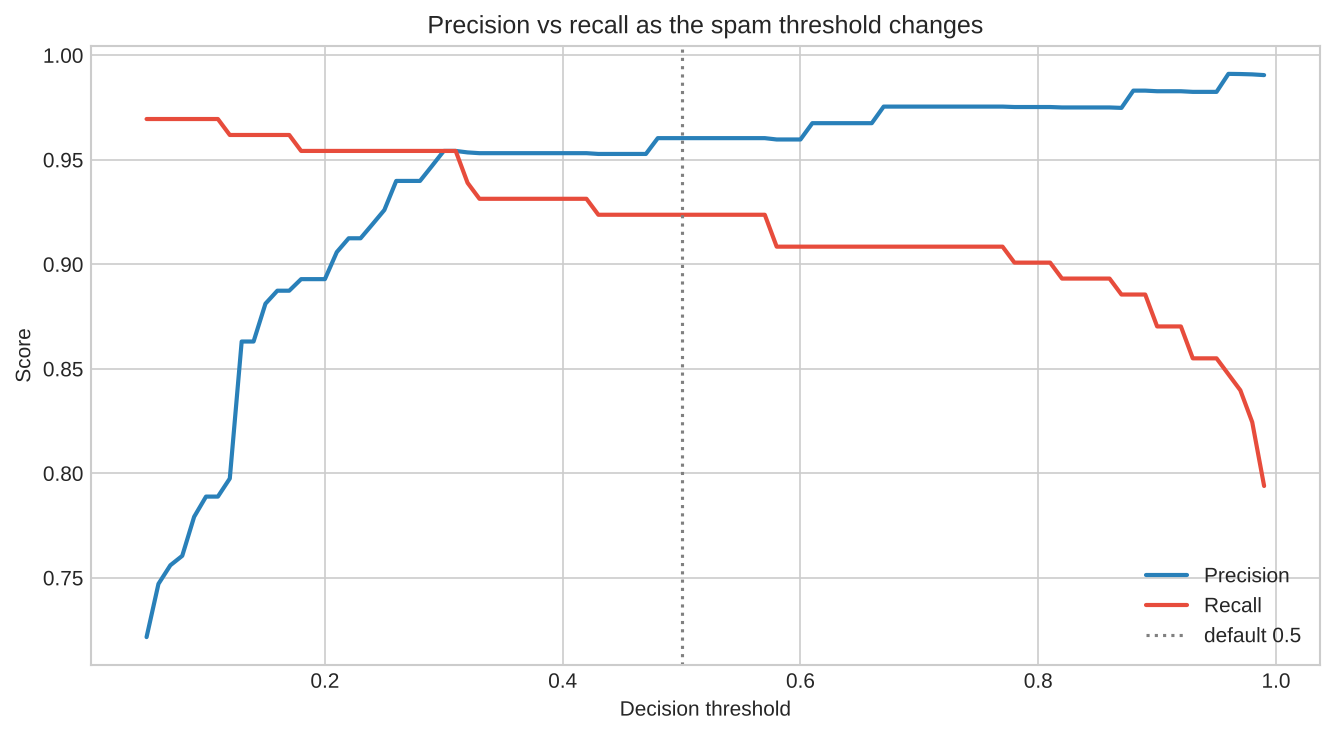 Precision vs recall as the spam threshold changes
1.00
0.95
0.90
0.85
0.80
0.75
Score
0.2 0.4 0.6 0.8 1.0
Decision threshold
Precision
Recall
default 0.5